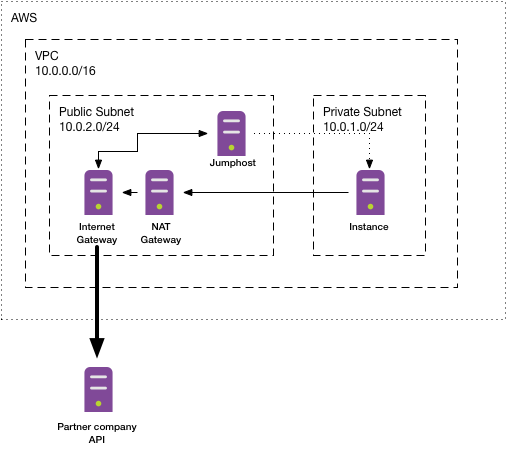 AWS
VPC
10.0.0.0/16
Public Subnet
10.0.2.0/24
Private Subnet
10.0.1.0/24
Jumphost
Internet
Gateway
NAT
Gateway
Instance
Partner company
API